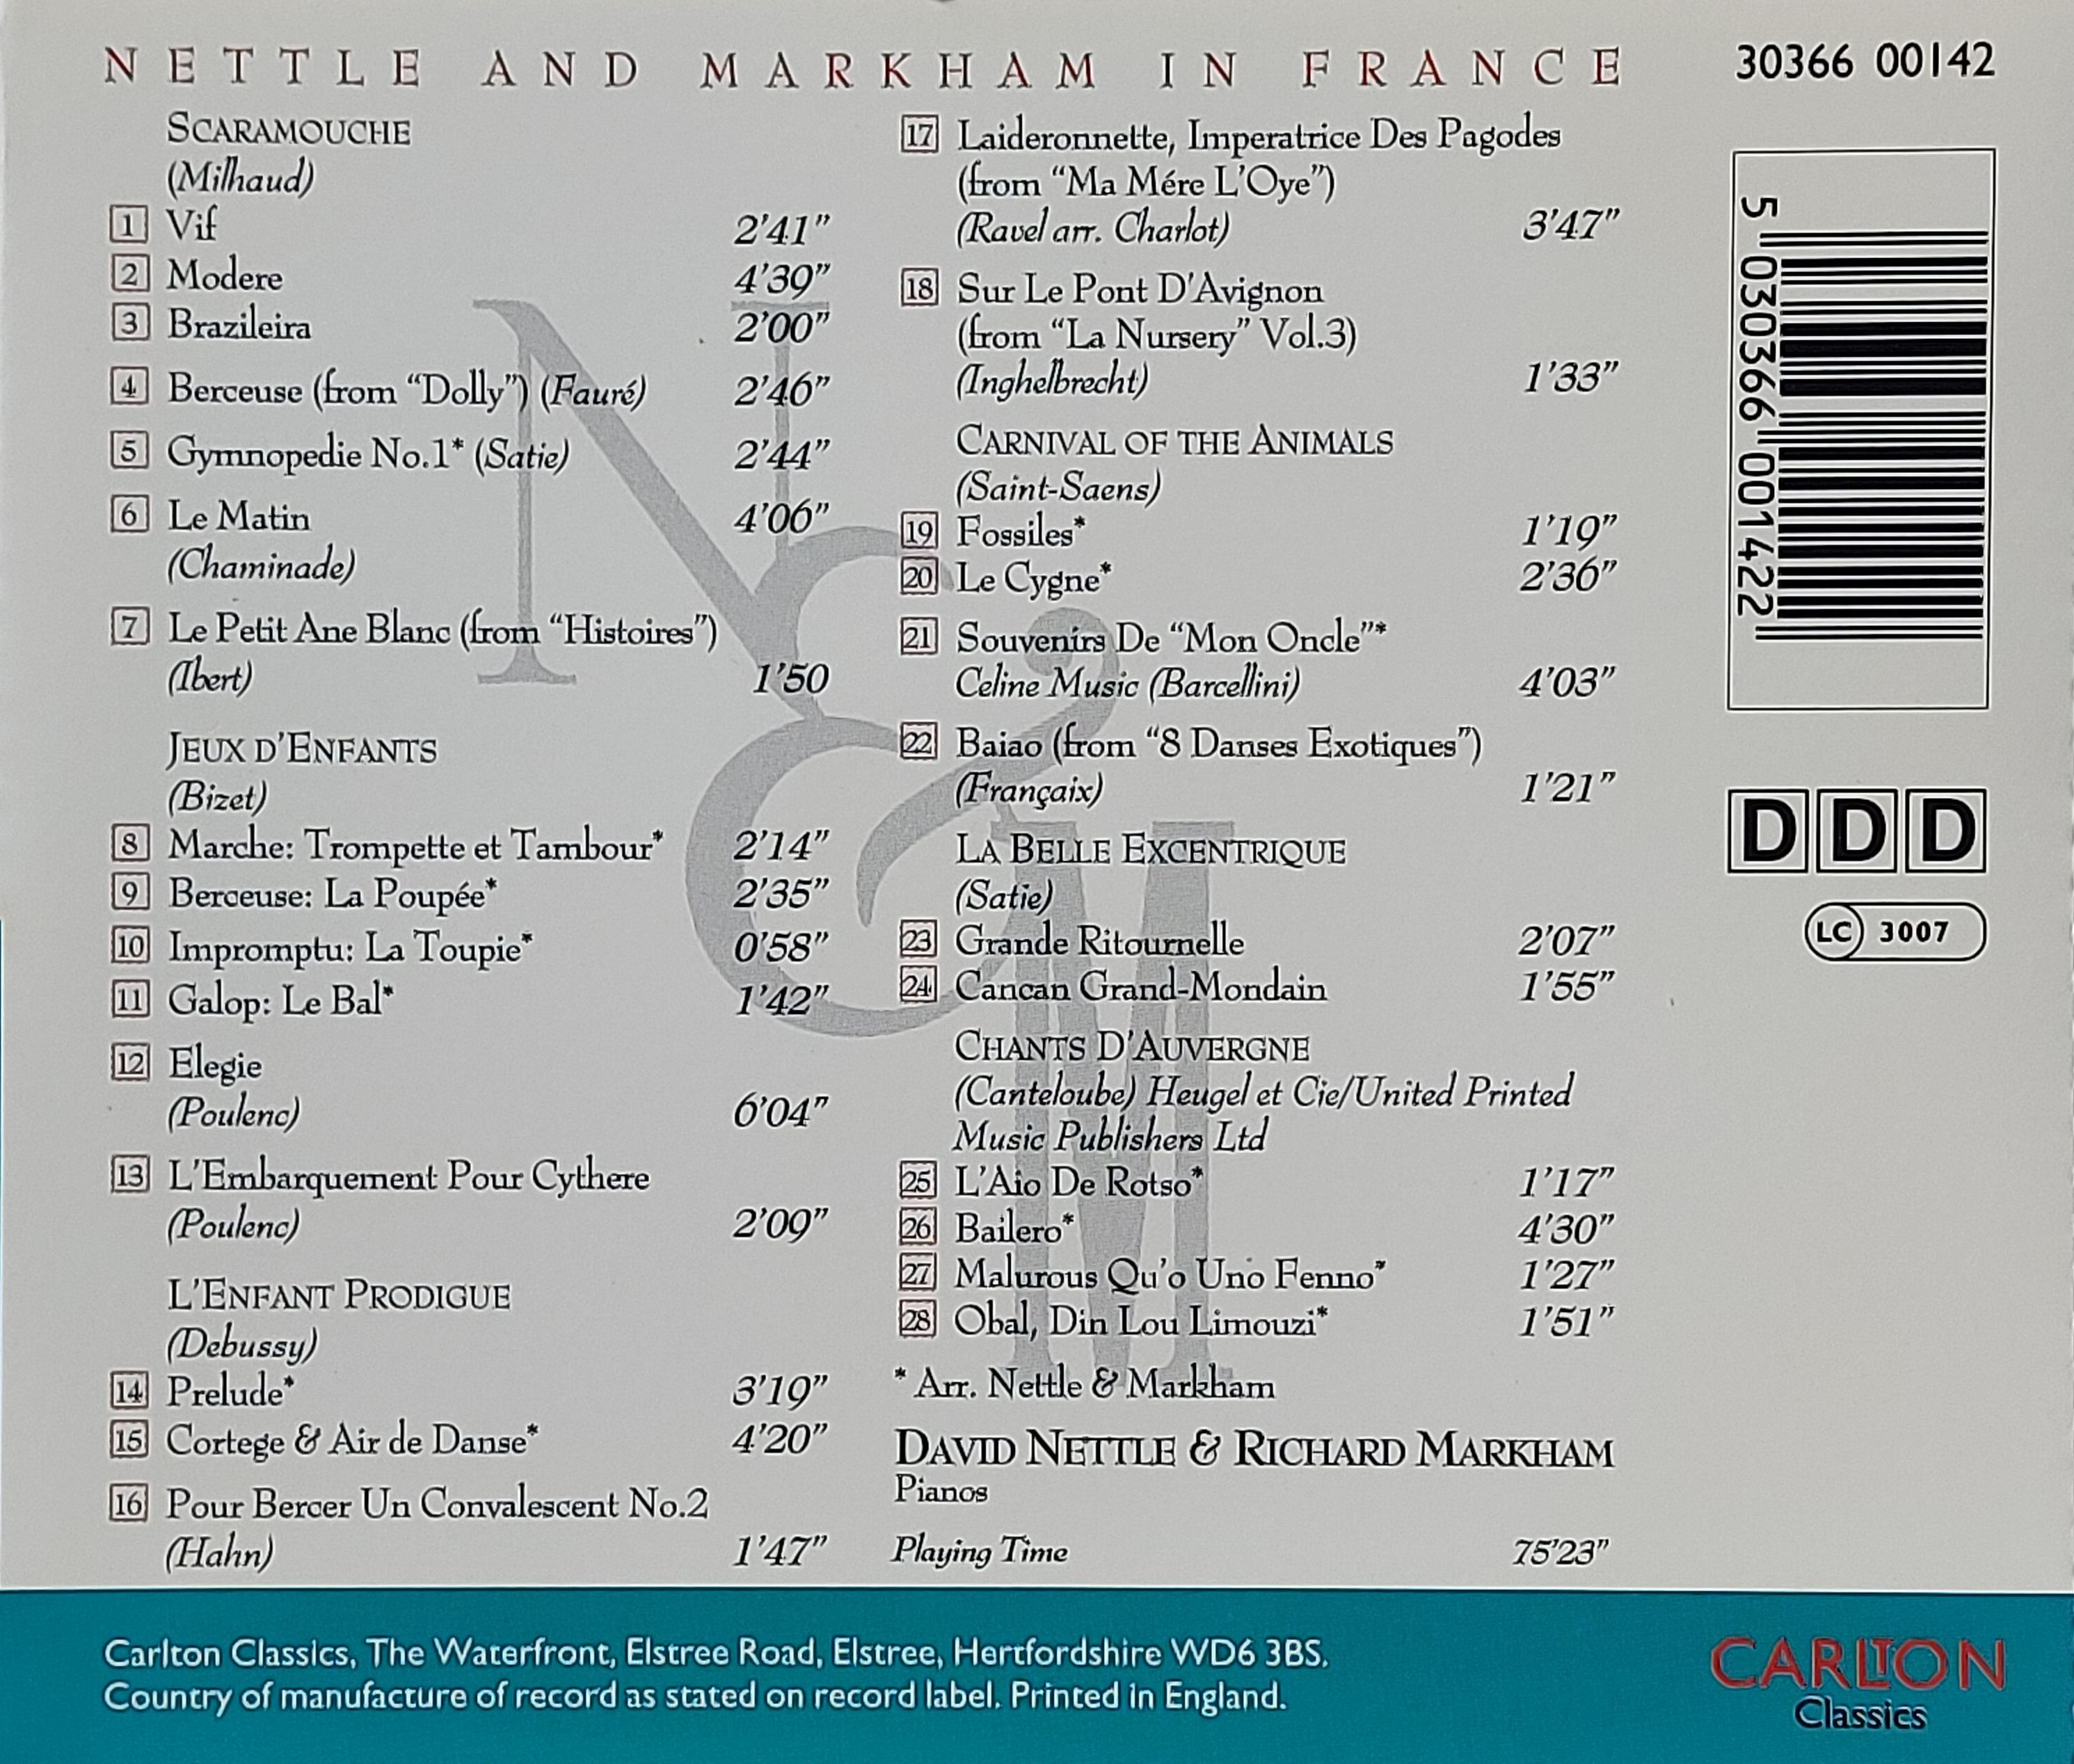 NETTLE AND MARKHAM IN FRANCE
30366 00142
SCARAMOUCHE
(Milhaud)
1 Vif 2'41"
2 Modere 4'39"
3 Brazileira 2'00"
4 Berceuse (from "Dolly") (Fauré) 2'46"
5 Gymnopedie No.1* (Satie) 2'44"
6 Le Matin 4'06"
(Chaminade)
7 Le Petit Ane Blanc (from "Histoires")
(Ibert) 1'50
JEUX D'ENFANTS
(Bizet)
8 Marche: Trompette et Tambour* 2'14"
9 Berceuse: La Poupée* 2'35"
10 Impromptu: La Toupie* 0'58"
11 Galop: Le Bal* 1'42"
12 Elegie
(Poulenc) 6'04"
13 L'Embarquement Pour Cythere
(Poulenc) 2'09"
L'ENFANT PRODIGUE
(Debussy)
14 Prelude* 3'19"
15 Cortege & Air de Danse* 4'20"
16 Pour Bercer Un Convalescent No.2
(Hahn) 1'47"
17 Laideronnette, Imperatrice Des Pagodes
(from "Ma Mére L'Oye")
(Ravel arr. Charlot) 3'47"
18 Sur Le Pont D'Avignon
(from "La Nursery" Vol.3)
(Inghelbrecht) 1'33"
CARNIVAL OF THE ANIMALS
(Saint-Saens)
19 Fossiles* 1'19"
20 Le Cygne* 2'36"
21 Souvenirs De "Mon Oncle"*
Celine Music (Barcellini) 4'03"
22 Baiao (from "8 Danses Exotiques")
(Françaix) 1'21"
LA BELLE EXCENTRIQUE
(Satie)
23 Grande Ritournelle 2'07"
24 Cancan Grand-Mondain 1'55"
CHANTS D'AUVERGNE
(Canteloube) Heugel et Cie/United Printed
Music Publishers Ltd
25 L'Aio De Rotso* 1'17"
26 Bailero* 4'30"
27 Malurous Qu'o Uno Fenno* 1'27"
28 Obal, Din Lou Limouzi* 1'51"
* Arr. Nettle & Markham
DAVID NETTLE & RICHARD MARKHAM
Pianos
Playing Time 75'23"
N & M
5 030366 001422
DDD
LC 3007
Carlton Classics, The Waterfront, Elstree Road, Elstree, Hertfordshire WD6 3BS.
Country of manufacture of record as stated on record label. Printed in England.
CARLTON
Classics